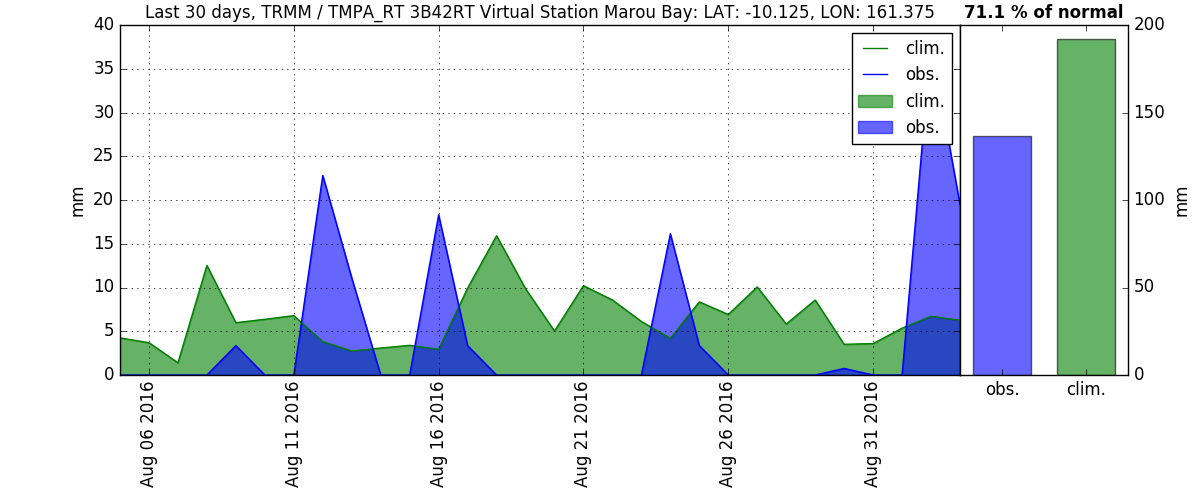 Last 30 days, TRMM / TMPA_RT 3B42RT Virtual Station Marou Bay: LAT: -10.125, LON: 161.375
71.1 % of normal
40
35
30
25
20
15
10
5
0
mm
clim.
obs.
clim.
obs.
200
150
100
50
0
mm
obs.
clim.
Aug 06 2016
Aug 11 2016
Aug 16 2016
Aug 21 2016
Aug 26 2016
Aug 31 2016